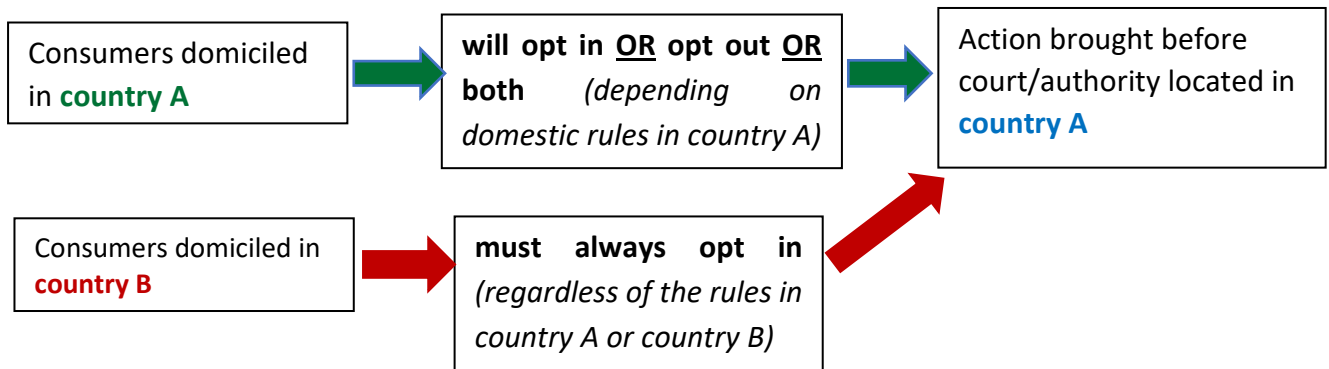 Consumers domiciled
in country A
will opt in OR opt out OR
both (depending on
domestic rules in country A)
Action brought before
court/authority located in
country A
Consumers domiciled in
country B
must always opt in
(regardless of the rules in
country A or country B)